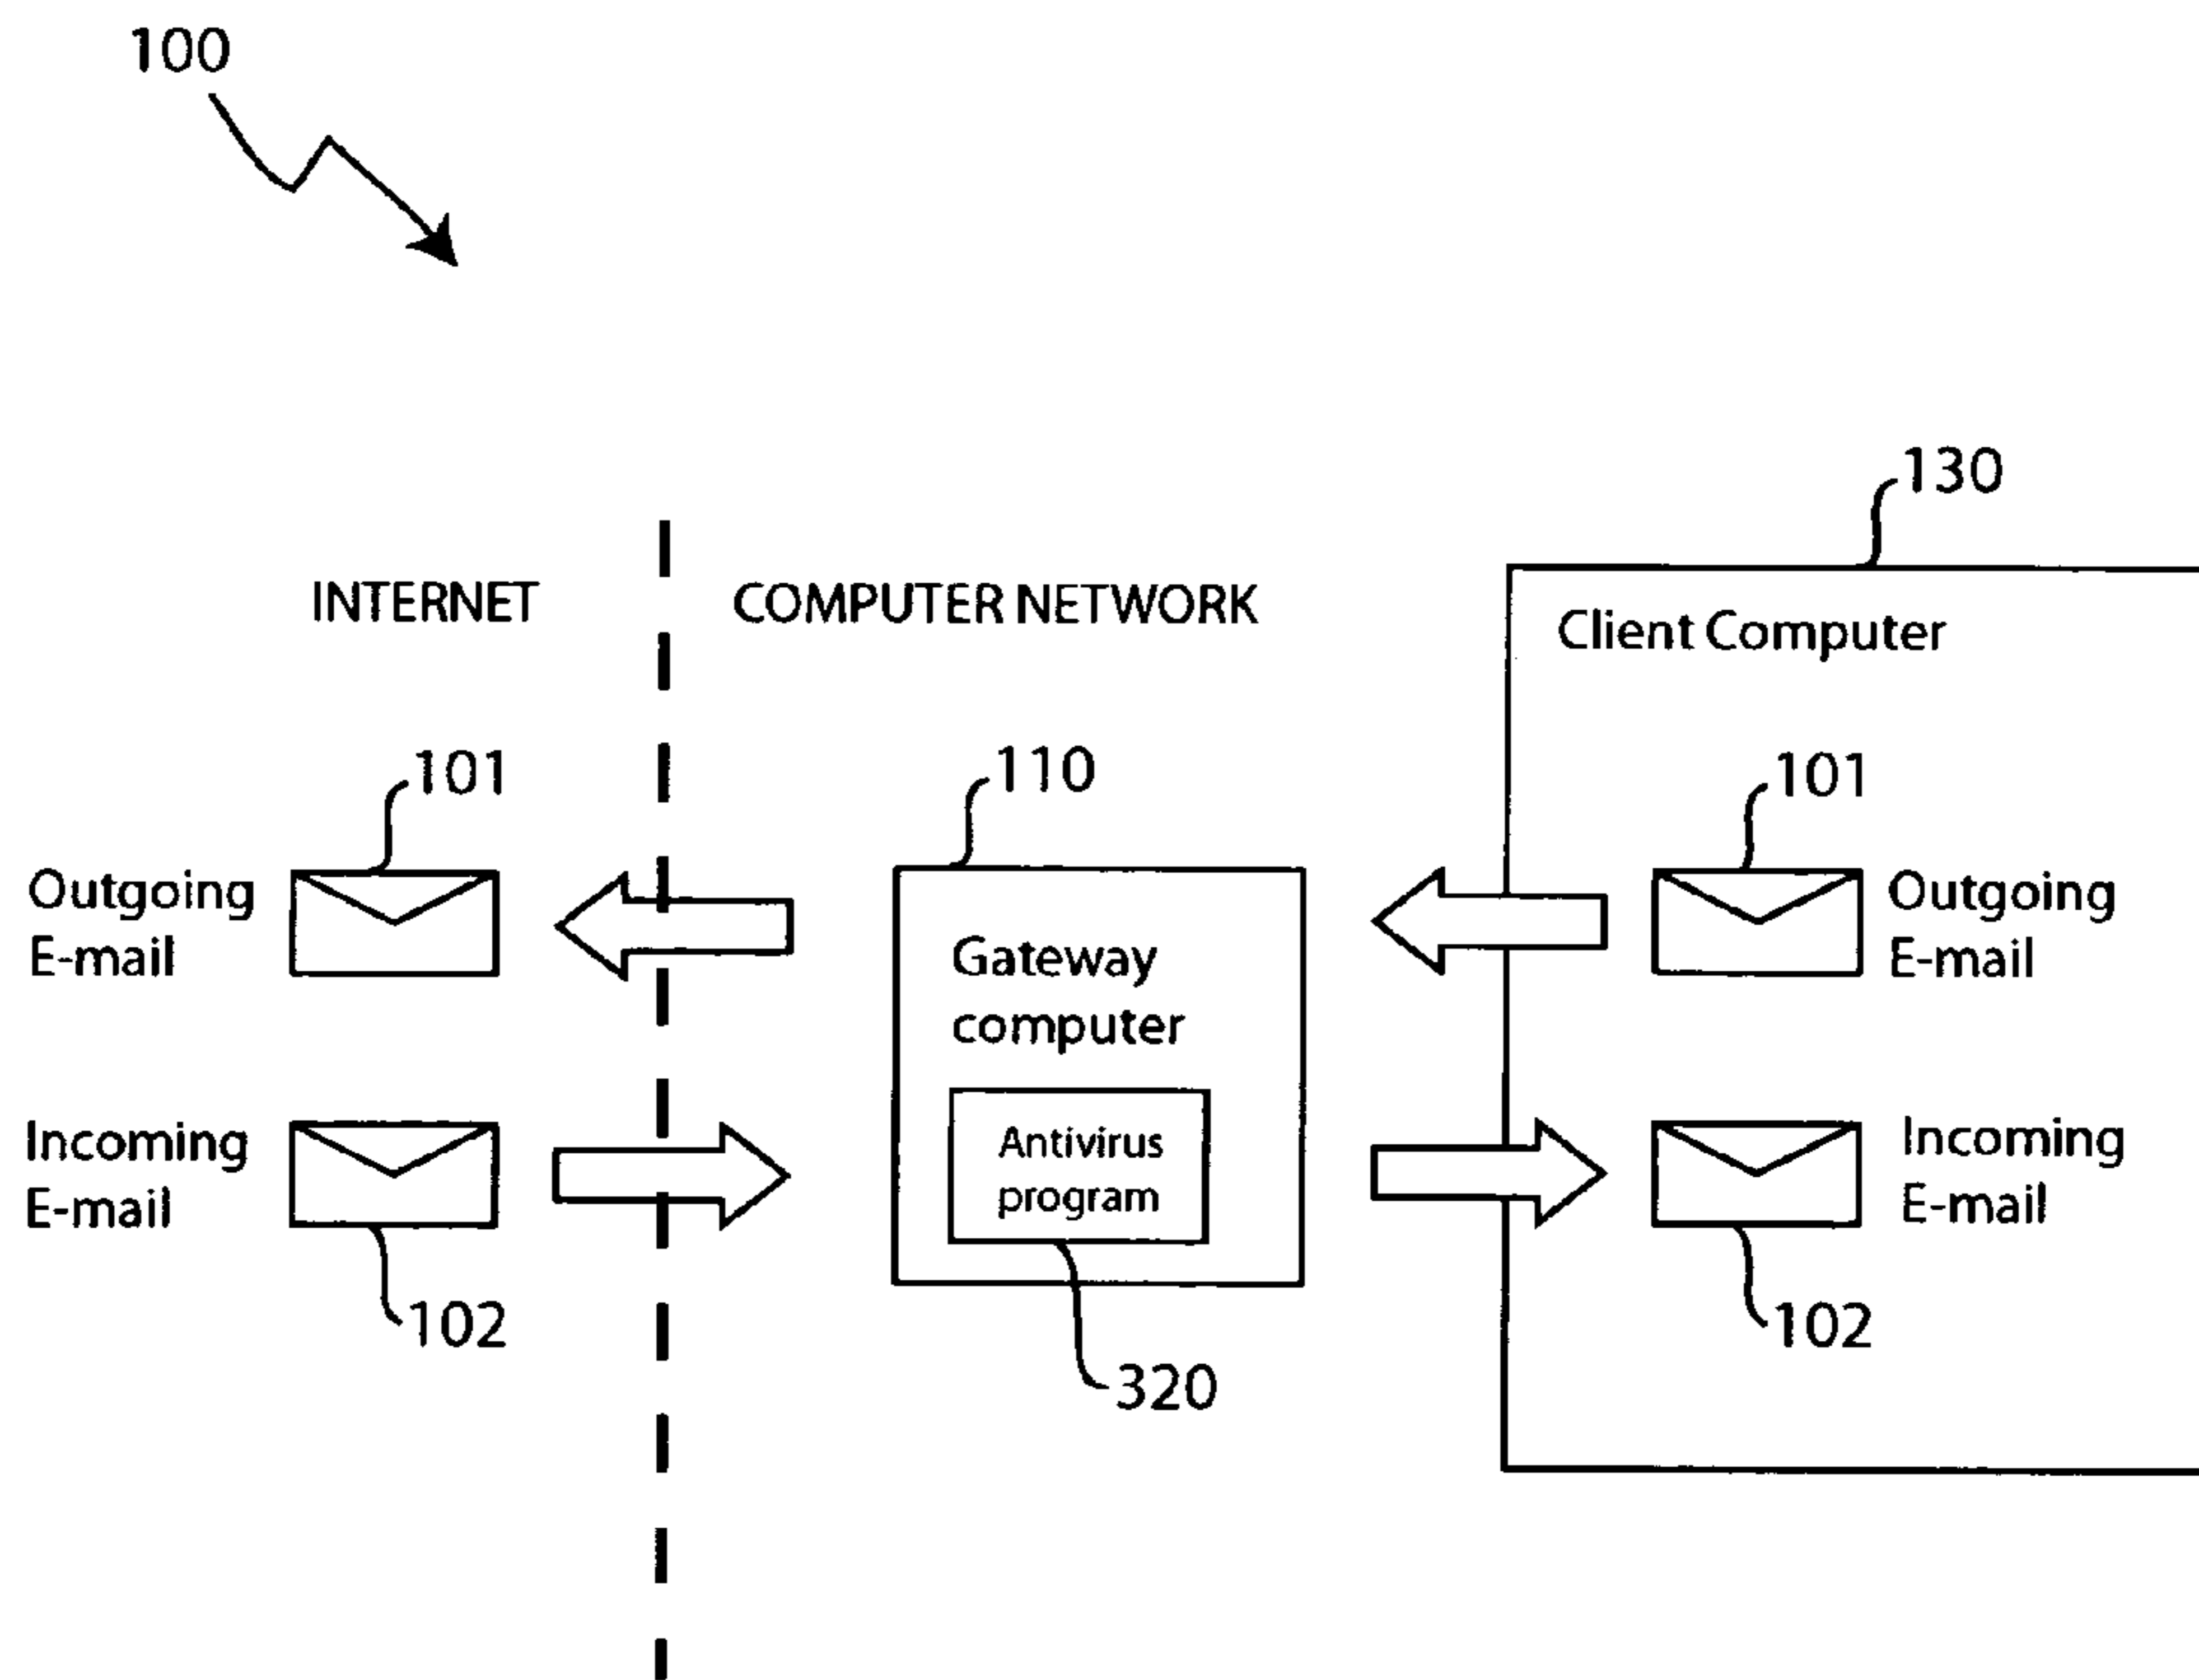 100
130
INTERNET
COMPUTER NETWORK
Client Computer
101
110
101
Outgoing
E-mail
Gateway
computer
Outgoing
E-mail
Incoming
E-mail
Antivirus
program
Incoming
E-mail
102
320
102